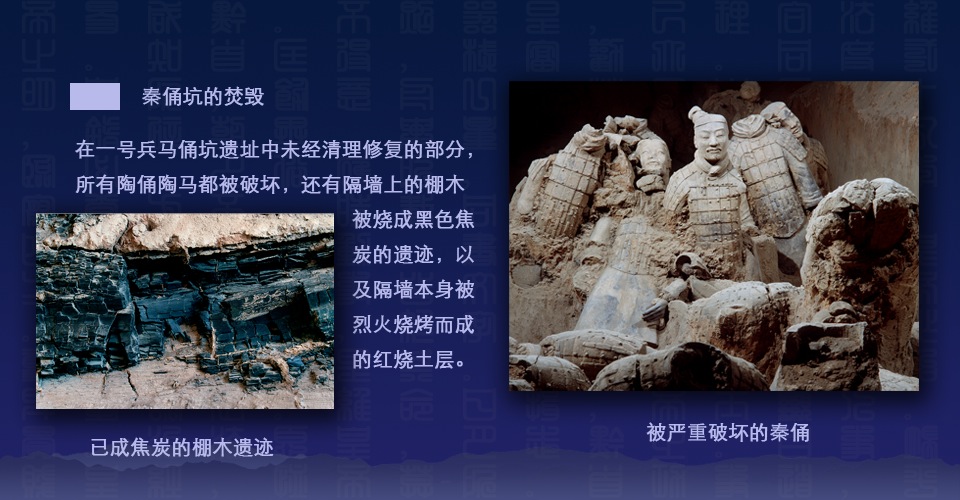 秦俑坑的焚毁
在一号兵马俑坑遗址中未经清理修复的部分，
所有陶俑陶马都被破坏，还有隔墙上的棚木
被烧成黑色焦
炭的遗迹，以
及隔墙本身被
烈火烧烤而成
的红烧土层。
已成焦炭的棚木遗迹
被严重破坏的秦俑